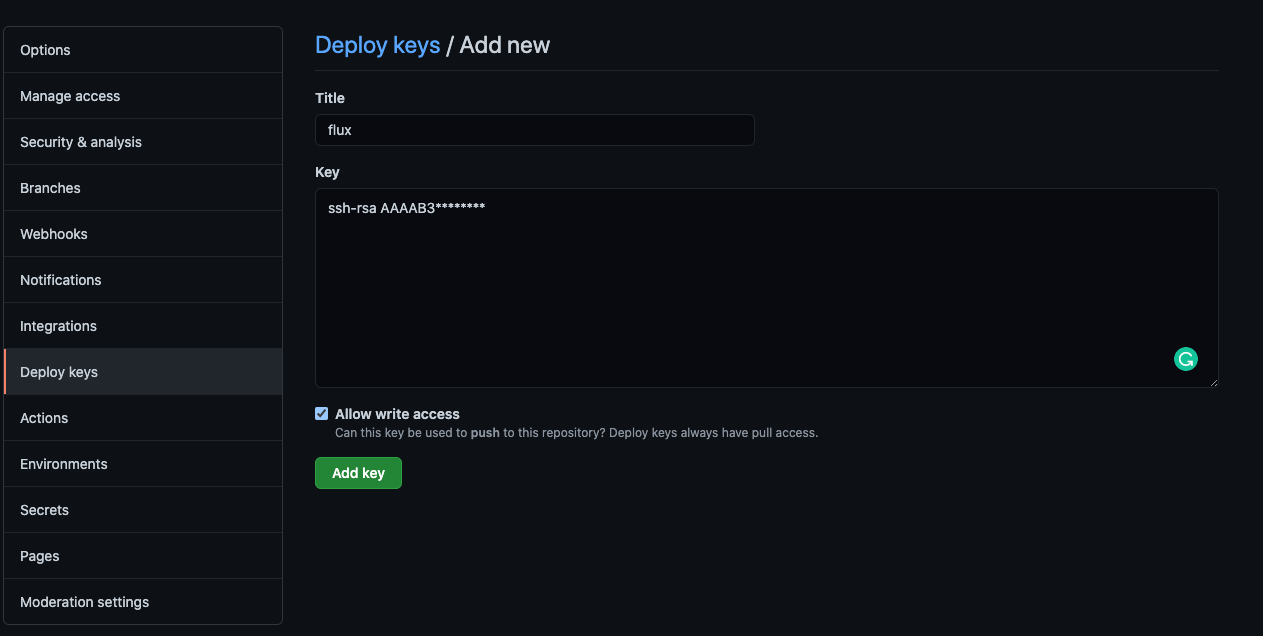 Options
Manage access
Security & analysis
Branches
Webhooks
Notifications
Integrations
Deploy keys
Actions
Environments
Secrets
Pages
Moderation settings
Deploy keys / Add new
Title
flux
Key
ssh-rsa AAAAB3********
Allow write access
Can this key be used to push to this repository? Deploy keys always have pull access.
Add key